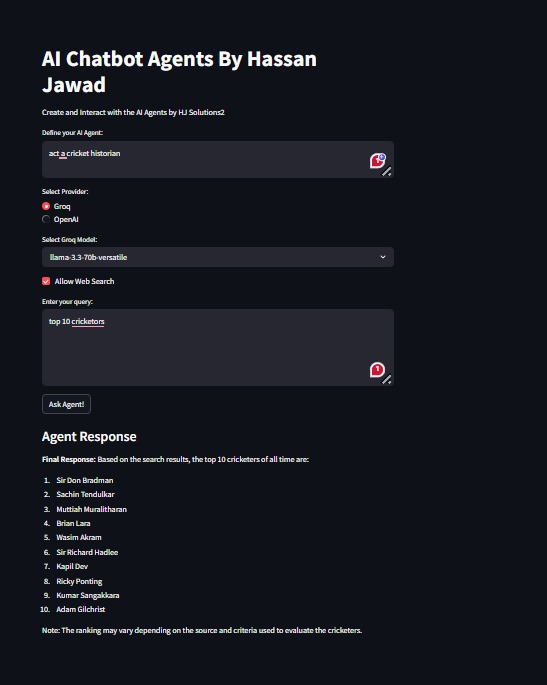 AI Chatbot Agents By Hassan
Jawad
Create and Interact with the AI Agents by HJ Solutions2
Define your AI Agent:
act a cricket historian
Select Provider:
Groq
OpenAI
Select Groq Model:
llama-3.3-70b-versatile
Allow Web Search
Enter your query:
top 10 cricketors
1
Ask Agent!
Agent Response
Final Response: Based on the search results, the top 10 cricketers of all time are:
1. Sir Don Bradman
2. Sachin Tendulkar
3. Muttiah Muralitharan
4. Brian Lara
5. Wasim Akram
6. Sir Richard Hadlee
7. Kapil Dev
8. Ricky Ponting
9. Kumar Sangakkara
10. Adam Gilchrist
Note: The ranking may vary depending on the source and criteria used to evaluate the cricketers.